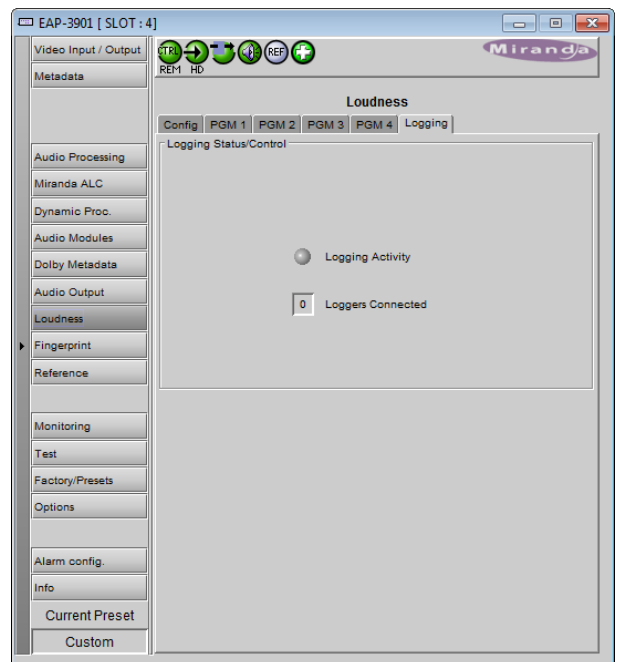 EAP-3901 [ SLOT : 4]
Video Input / Output
Metadata
Audio Processing
Miranda ALC
Dynamic Proc.
Audio Modules
Dolby Metadata
Audio Output
Loudness
Fingerprint
Reference
Monitoring
Test
Factory/Presets
Options
Alarm config.
Info
Current Preset
Custom
CTRL
REF
REM HD
Miranda
Loudness
Config PGM 1 PGM 2 PGM 3 PGM 4 Logging
Logging Status/Control
Logging Activity
0 Loggers Connected